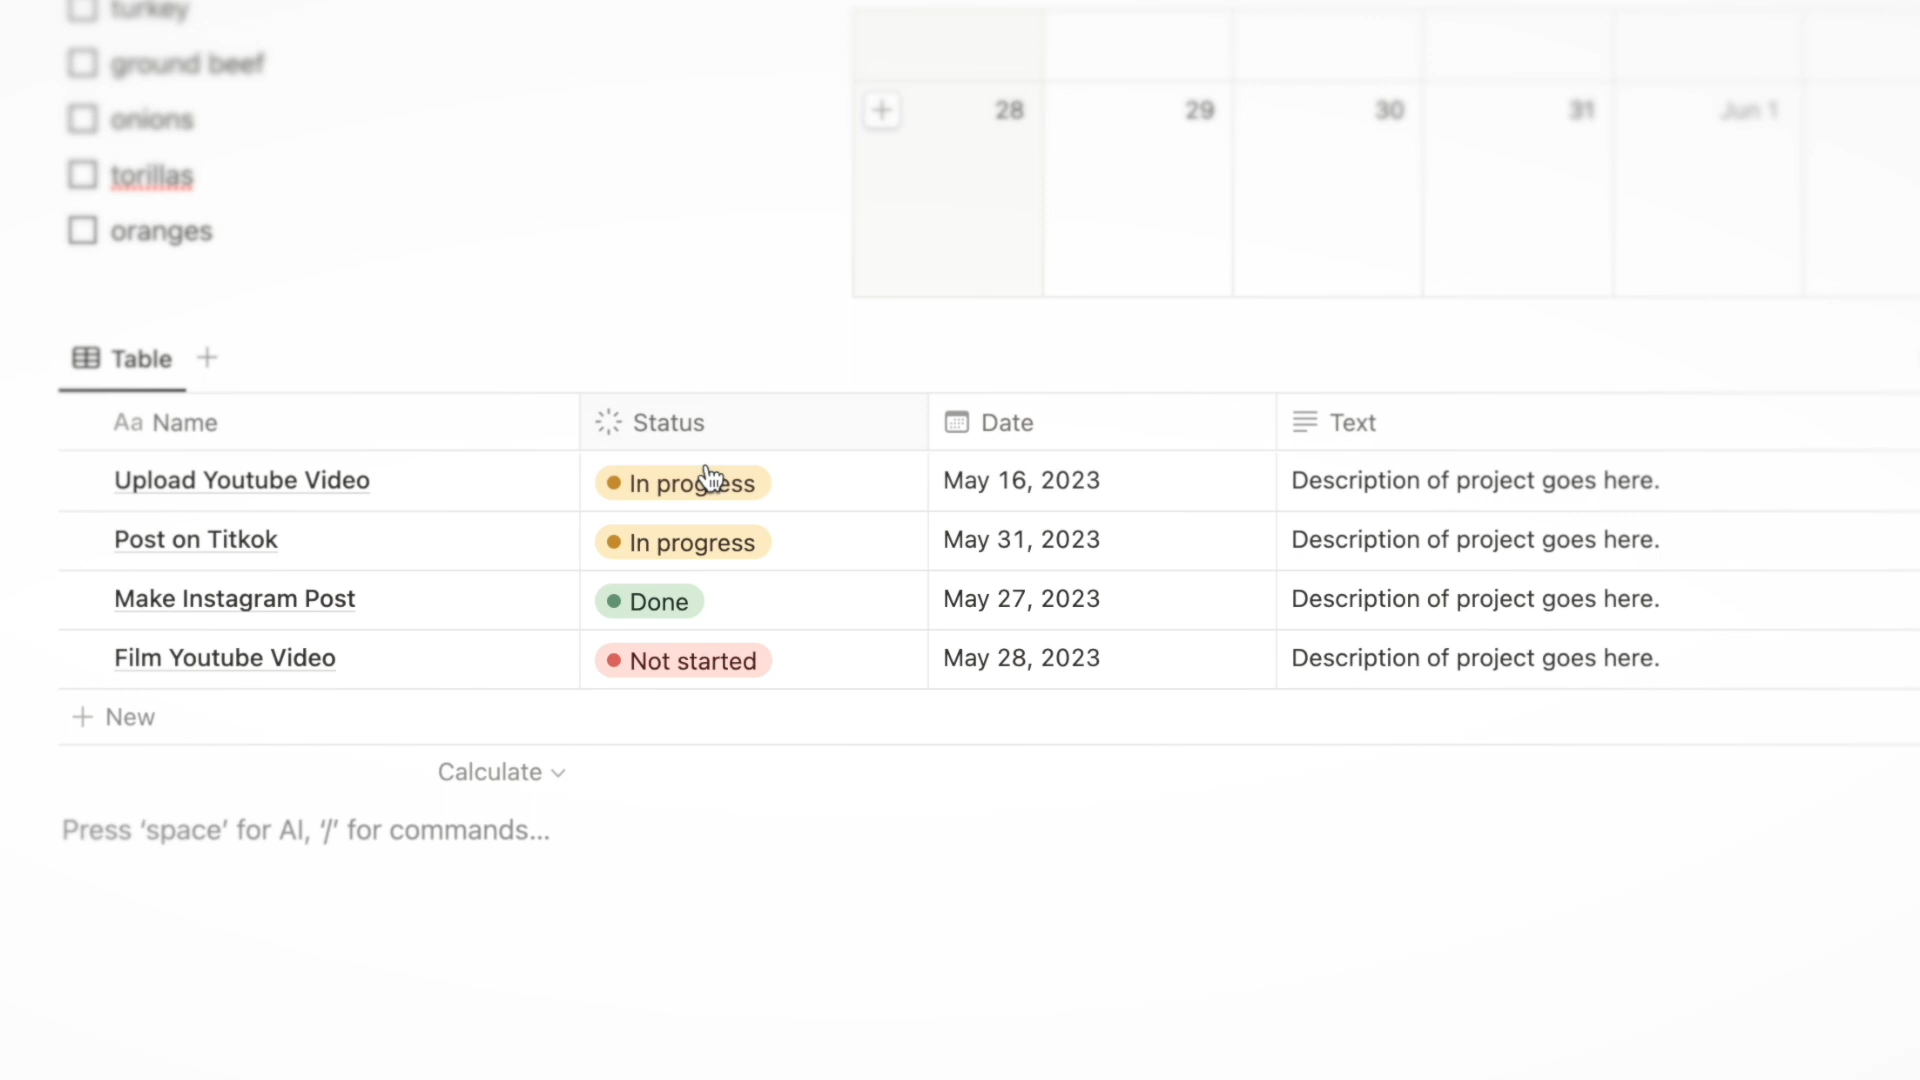 turkey
ground beef
onions
torillas
oranges
28 29 30 31 Jun 1
Table
Aa Name Status Date Text
Upload Youtube Video In progress May 16, 2023 Description of project goes here.
Post on Titkok In progress May 31, 2023 Description of project goes here.
Make Instagram Post Done May 27, 2023 Description of project goes here.
Film Youtube Video Not started May 28, 2023 Description of project goes here.
+ New
Calculate
Press ‘space’ for AI, ‘/’ for commands…